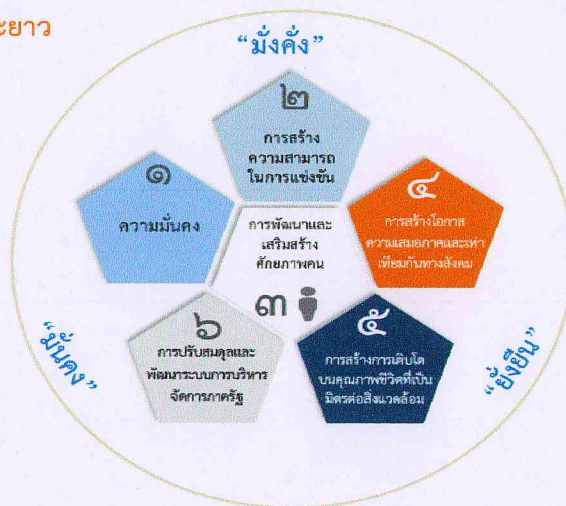 ะยาว
“มั่งคั่ง”
๒
การสร้าง
ความสามารถ
ในการแข่งขัน
๑
ความมั่นคง
๔
การสร้างโอกาส
ความเสมอภาคและเท่า
เทียมกันทางสังคม
การพัฒนาและ
เสริมสร้าง
ศักยภาพคน
๓
๖
การปรับสมดุลและ
พัฒนาระบบการบริหาร
จัดการภาครัฐ
๕
การสร้างการเติบโต
บนคุณภาพชีวิตที่เป็น
มิตรต่อสิ่งแวดล้อม
“มั่นคง”
“ยั่งยืน”